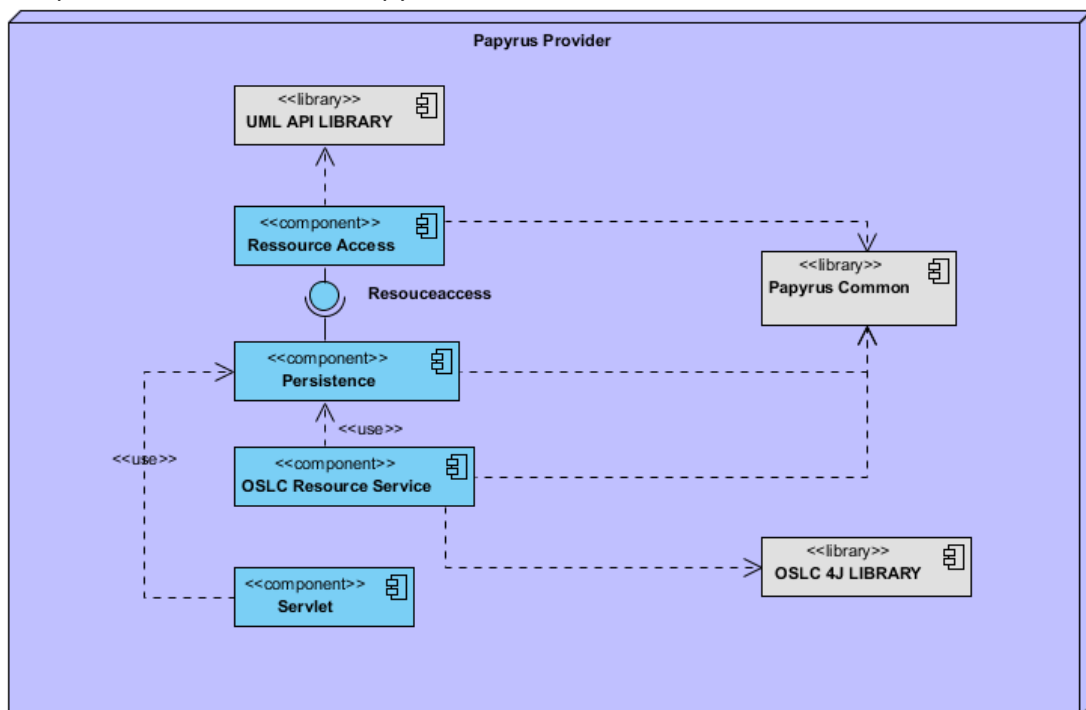 Papyrus Provider
<<library>>
UML API LIBRARY
<<component>>
Ressource Access
<<library>>
Papyrus Common
Resouceaccess
<<component>>
Persistence
<<use>>
<<use>>
<<component>>
OSLC Resource Service
<<library>>
OSLC 4J LIBRARY
<<component>>
Servlet